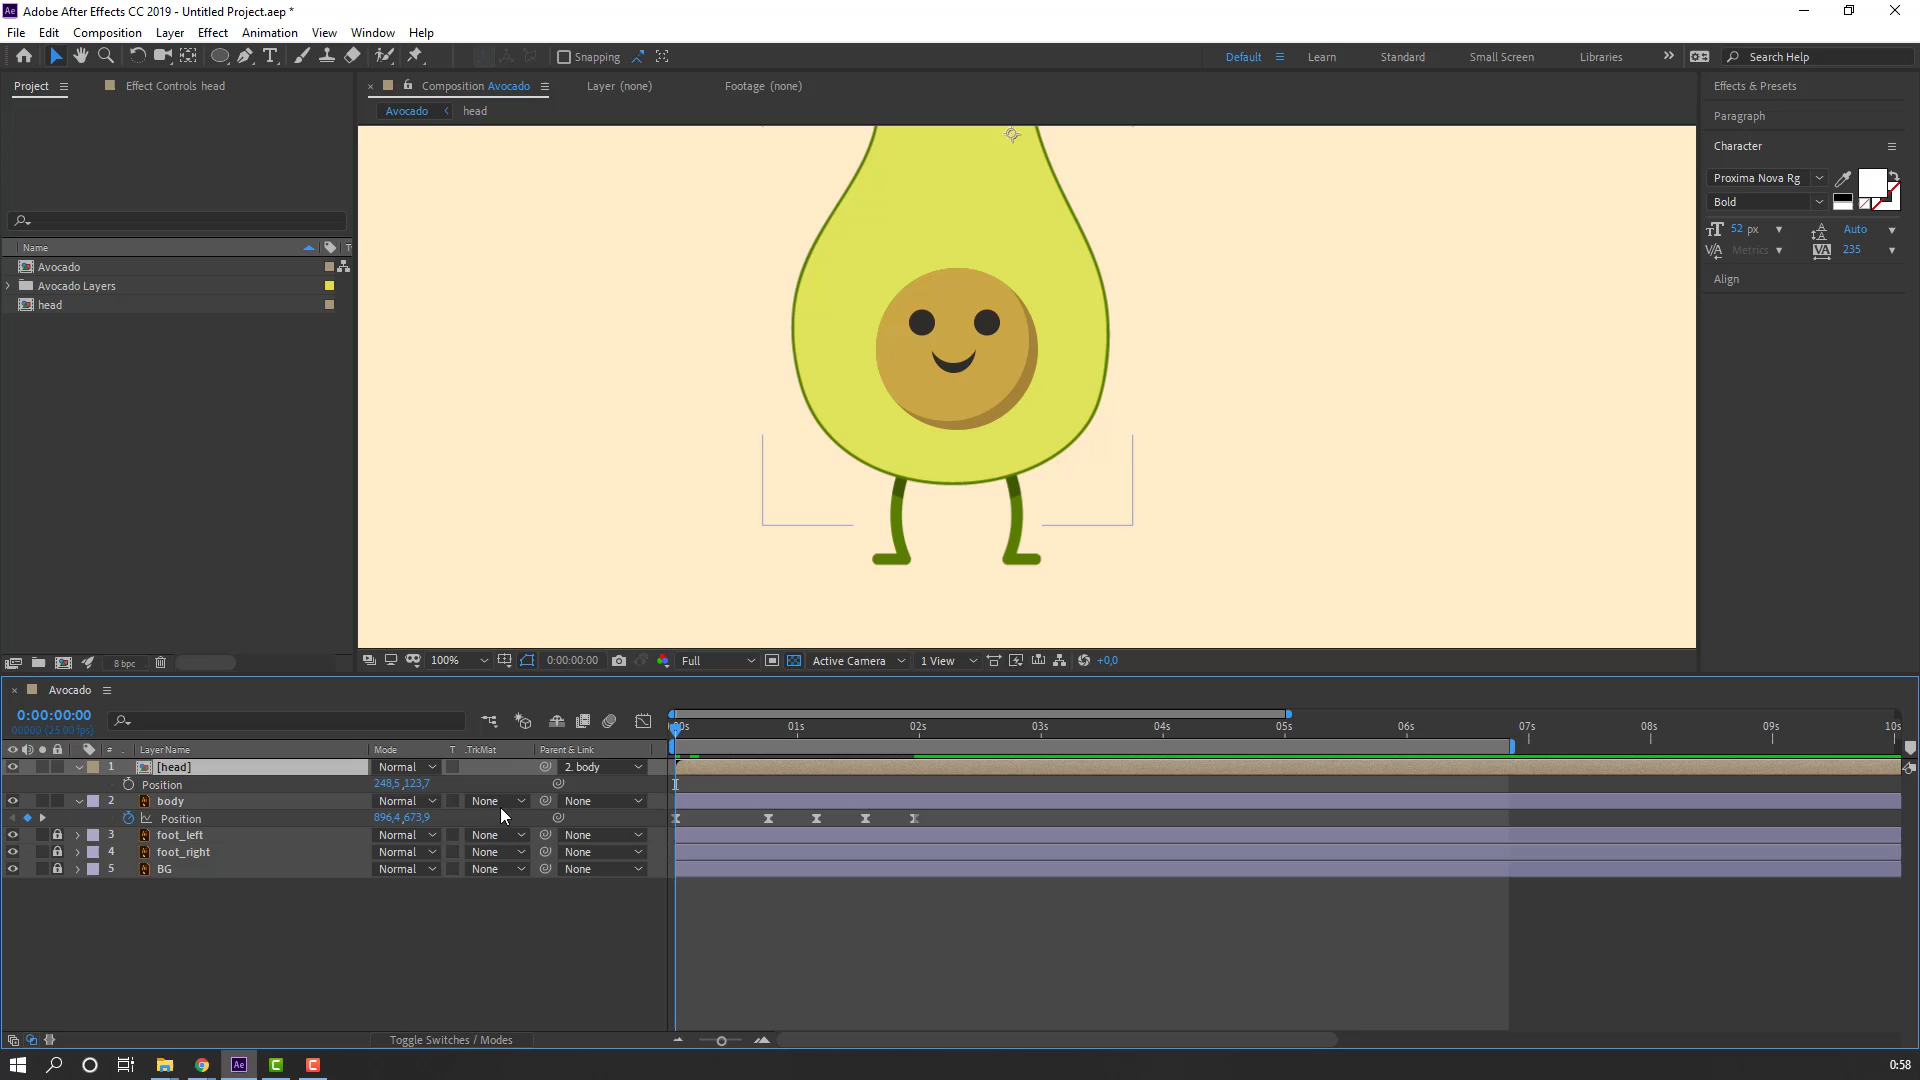 Adobe After Effects CC 2019 - Untitled Project.aep *
File Edit Composition Layer Effect Animation View Window Help
Snapping Default Learn Standard Small Screen Libraries Search Help
Project Effect Controls head Composition Avocado Layer (none) Footage (none) Effects & Presets
Avocado head
Paragraph
Character
Proxima Nova Rg
Bold
52 px Auto
Metrics 235
Align
Name T
Avocado
Avocado Layers
head
8 bpc 100% 0:00:00:00 Full Active Camera 1 View +0,0
Avocado
0:00:00:00
00000 (25.00 fps)
:00s 01s 02s 03s 04s 05s 06s 07s 08s 09s 10s
# Layer Name Mode T .TrkMat Parent & Link
1 [head] Normal 2. body
Position 248,5 ,123,7
2 body Normal None None
Position 896,4 ,673,9
3 foot_left Normal None None
4 foot_right Normal None None
5 BG Normal None None
Toggle Switches / Modes
Ae 0:58